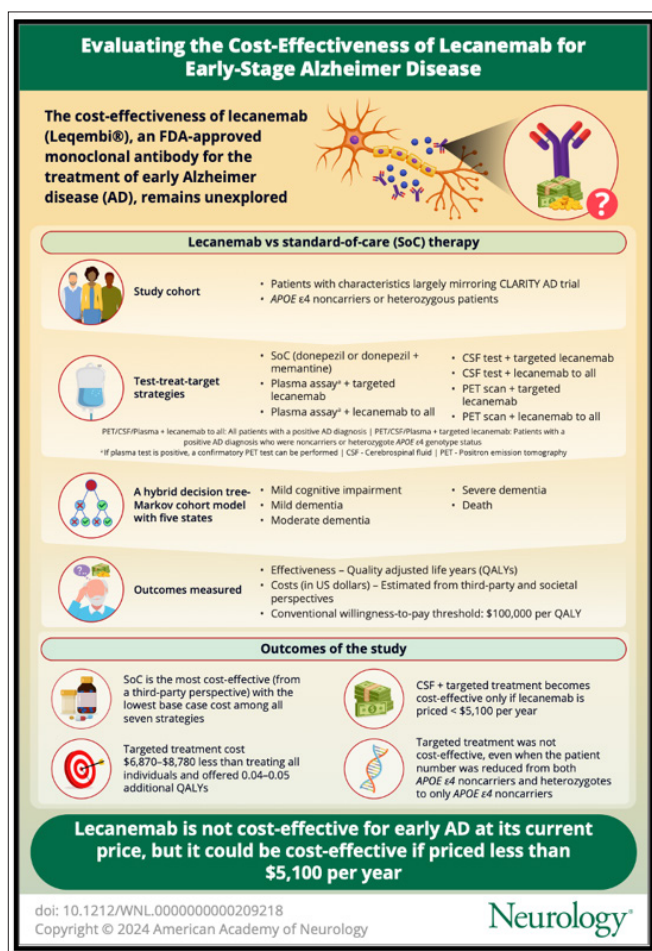 Evaluating the Cost-Effectiveness of Lecanemab for
Early-Stage Alzheimer Disease
The cost-effectiveness of lecanemab
(Leqembi®), an FDA-approved
monoclonal antibody for the
treatment of early Alzheimer
disease (AD), remains unexplored
?
Lecanemab vs standard-of-care (SoC) therapy
Study cohort
• Patients with characteristics largely mirroring CLARITY AD trial
• APOE ε4 noncarriers or heterozygous patients
Test-treat-target
strategies
• SoC (donepezil or donepezil +
memantine)
• Plasma assayᵃ + targeted
lecanemab
• Plasma assayᵃ + lecanemab to all
• CSF test + targeted lecanemab
• CSF test + lecanemab to all
• PET scan + targeted
lecanemab
• PET scan + lecanemab to all
PET/CSF/Plasma + lecanemab to all: All patients with a positive AD diagnosis | PET/CSF/Plasma + targeted lecanemab: Patients with a
positive AD diagnosis who were noncarriers or heterozygote APOE ε4 genotype status
ᵃ If plasma test is positive, a confirmatory PET test can be performed | CSF - Cerebrospinal fluid | PET - Positron emission tomography
A hybrid decision tree-
Markov cohort model
with five states
• Mild cognitive impairment
• Mild dementia
• Moderate dementia
• Severe dementia
• Death
Outcomes measured
• Effectiveness – Quality adjusted life years (QALYs)
• Costs (in US dollars) – Estimated from third-party and societal
perspectives
• Conventional willingness-to-pay threshold: $100,000 per QALY
Outcomes of the study
SoC is the most cost-effective (from
a third-party perspective) with the
lowest base case cost among all
seven strategies
CSF + targeted treatment becomes
cost-effective only if lecanemab is
priced < $5,100 per year
Targeted treatment cost
$6,870–$8,780 less than treating all
individuals and offered 0.04–0.05
additional QALYs
Targeted treatment was not
cost-effective, even when the patient
number was reduced from both
APOE ε4 noncarriers and heterozygotes
to only APOE ε4 noncarriers
Lecanemab is not cost-effective for early AD at its current
price, but it could be cost-effective if priced less than
$5,100 per year
doi: 10.1212/WNL.0000000000209218
Copyright © 2024 American Academy of Neurology
Neurology®